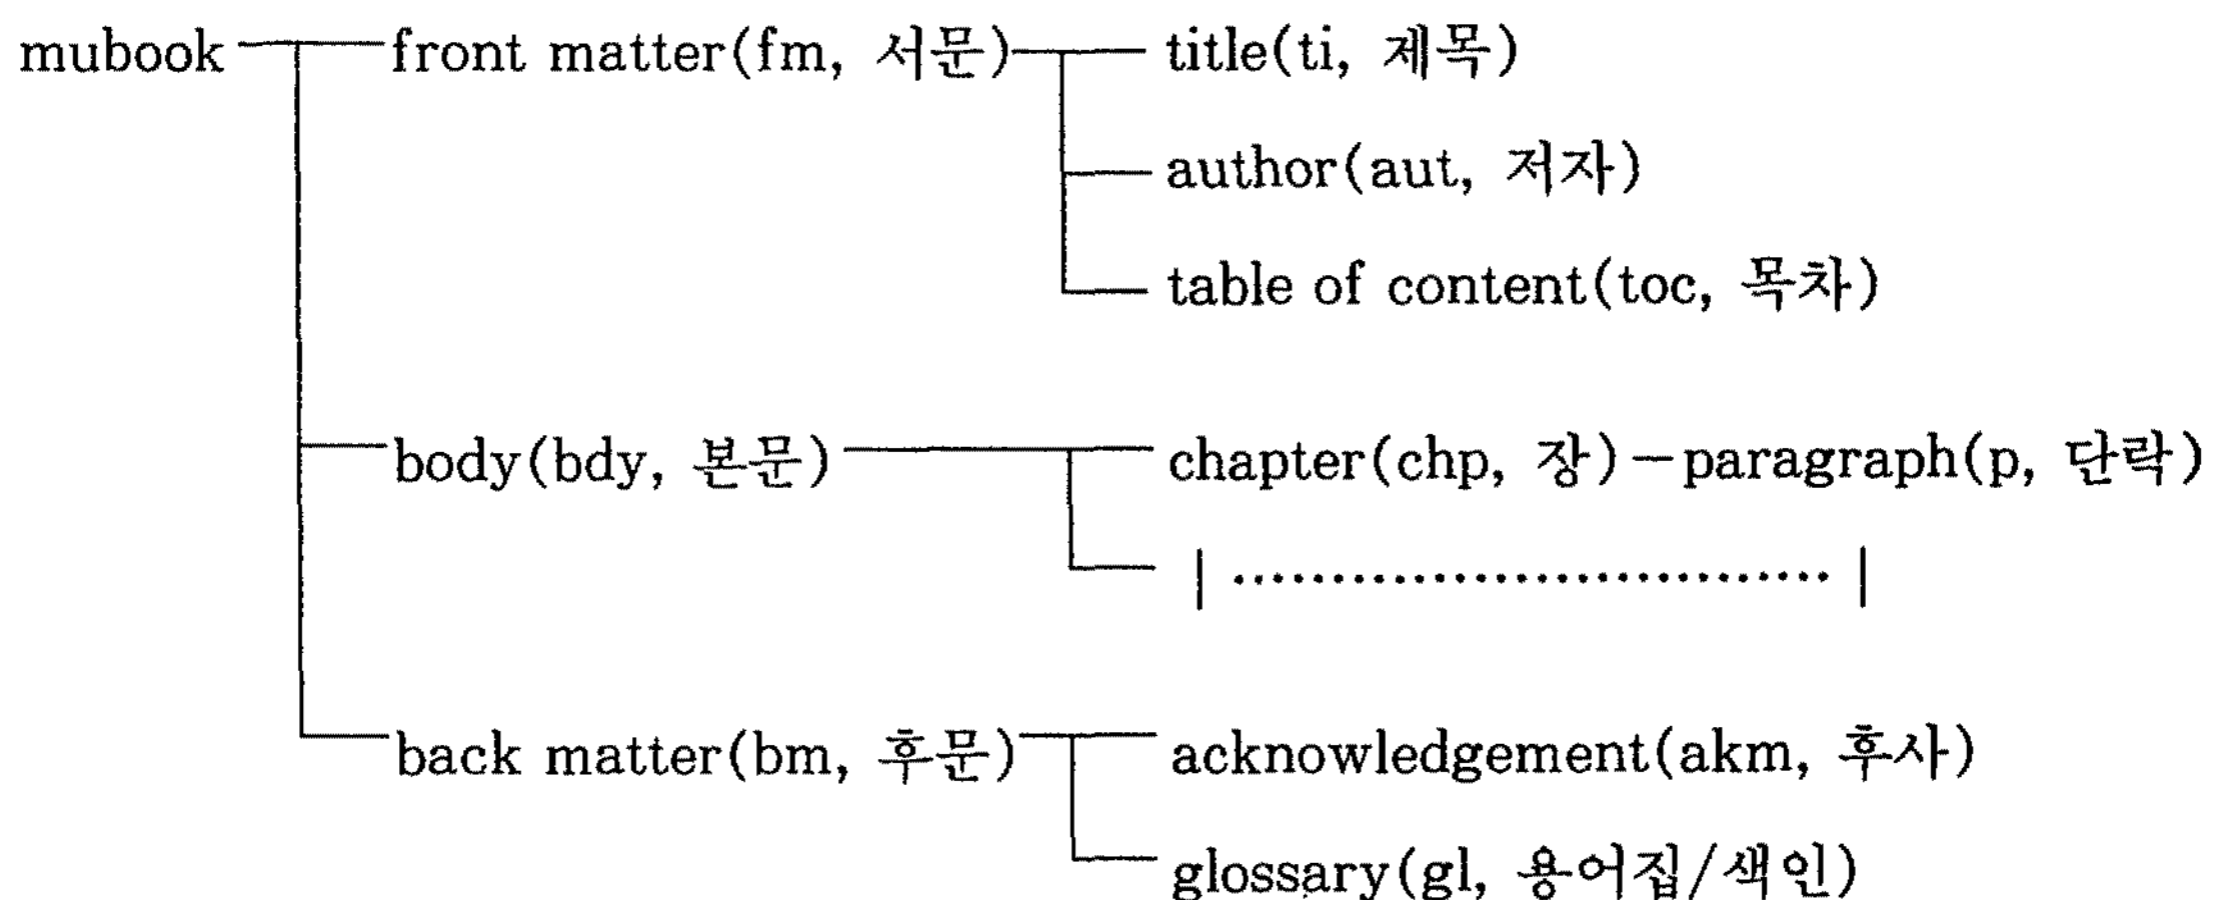 mubook front matter(fm, 서문) title(ti, 제목)
author(aut, 저자)
table of content(toc, 목차)
body(bdy, 본문) chapter(chp, 장)－paragraph(p, 단락)
| ······························ |
back matter(bm, 후문) acknowledgement(akm, 후사)
glossary(gl, 용어집/색인)